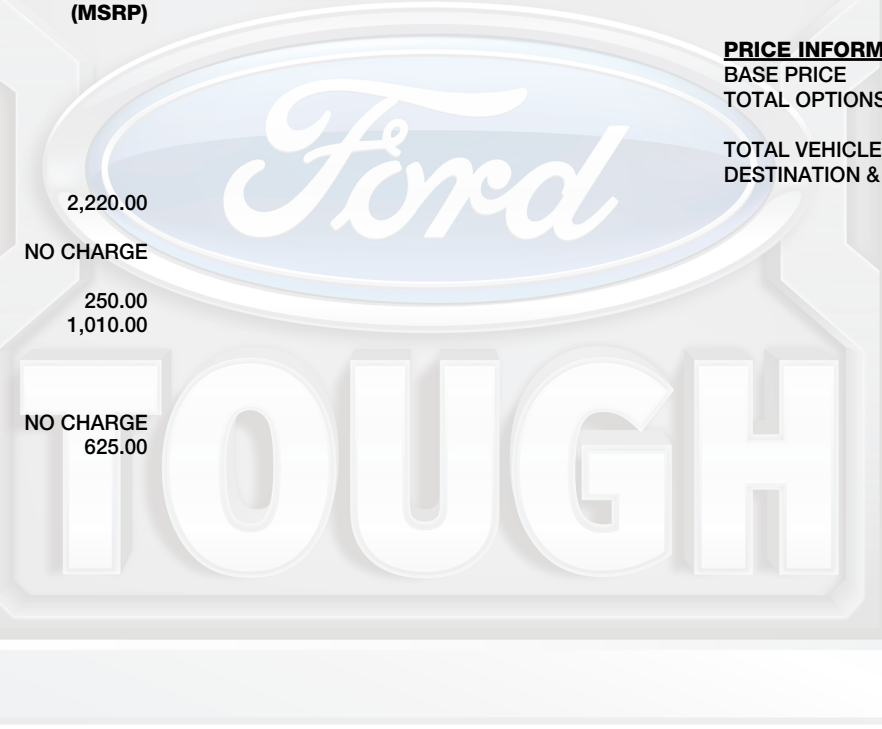 (MSRP)
2,220.00
NO CHARGE
250.00
1,010.00
NO CHARGE
625.00
PRICE INFORM
BASE PRICE
TOTAL OPTIONS
TOTAL VEHICLE
DESTINATION &
Ford
TOUGH